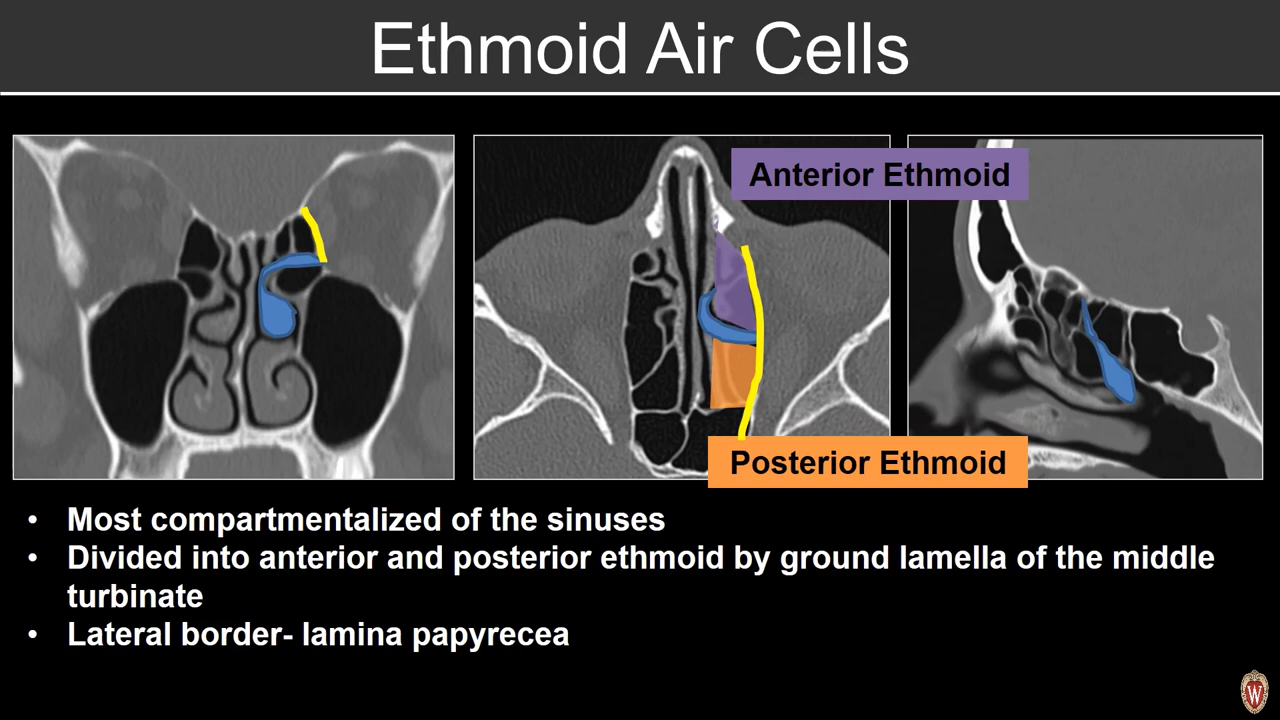 Ethmoid Air Cells
Anterior Ethmoid
Posterior Ethmoid
• Most compartmentalized of the sinuses
• Divided into anterior and posterior ethmoid by ground lamella of the middle
turbinate
• Lateral border- lamina papyrecea
W